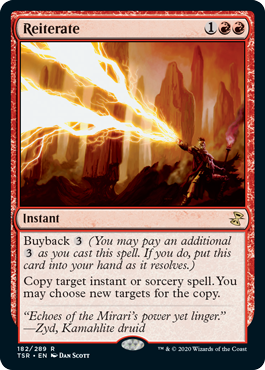 Reiterate 1
Instant
Buyback 3 (You may pay an additional
3 as you cast this spell. If you do, put this
card into your hand as it resolves.)
Copy target instant or sorcery spell. You
may choose new targets for the copy.
“Echoes of the Mirari’s power yet linger.”
—Zyd, Kamahlite druid
182/289 R
TSR • EN DAN SCOTT
™ & © 2020 Wizards of the Coast